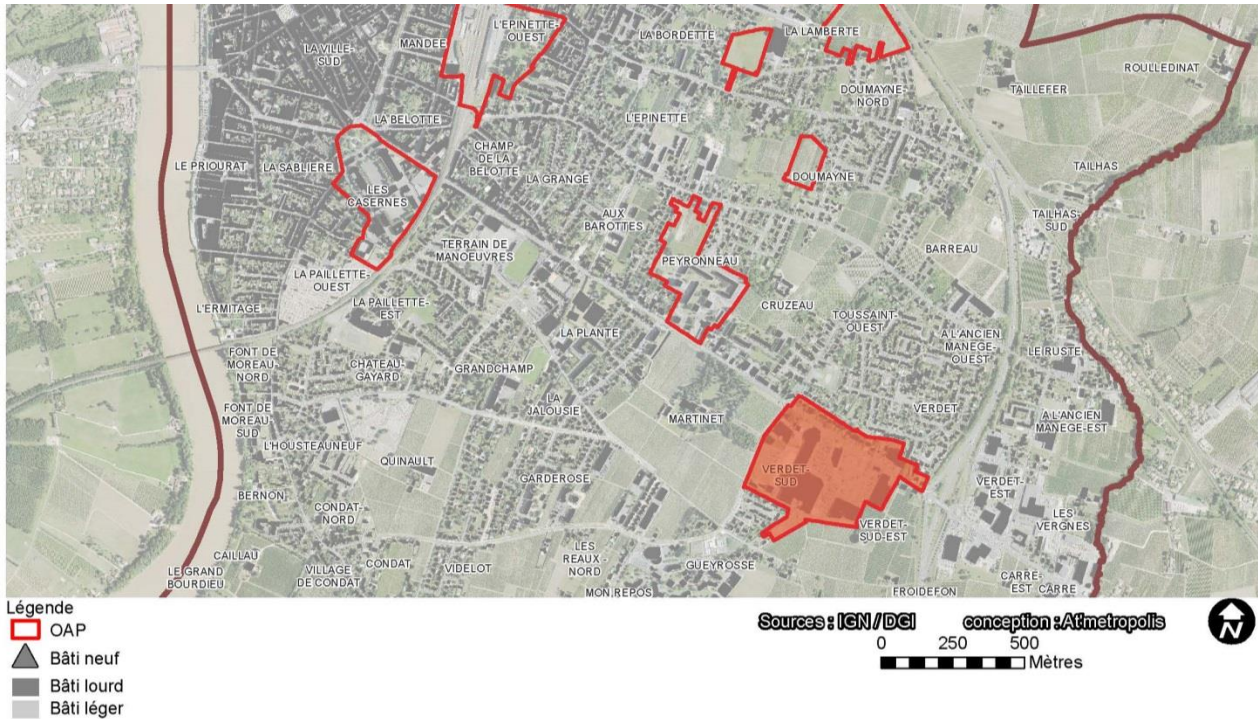 L'EPINETTE-
OUEST
MANDEE
LA BORDETTE
LA LAMBERTE
LA VILLE-
SUD
ROULLEDINAT
TAILLEFER
DOUMAYNE-
NORD
LA BELOTTE
L'EPINETTE
CHAMP
DE LA
BELOTTE
LE PRIOURAT
LA SABLIERE
TAILHAS
LA GRANGE
DOUMAYNE
LES
CASERNES
AUX
BAROTTES
TAILHAS-
SUD
TERRAIN DE
MANOEUVRES
BARREAU
PEYRONNEAU
LA PAILLETTE-
OUEST
L'ERMITAGE
LA PAILLETTE-
EST
CRUZEAU
TOUSSAINT-
OUEST
LA PLANTE
A L'ANCIEN
MANEGE-
OUEST
LE RUSTE
FONT DE
MOREAU-
NORD
CHATEAU-
GAYARD
GRANDCHAMP
FONT DE
MOREAU-
SUD
LA
JALOUSIE
MARTINET
VERDET
A L'ANCIEN
MANEGE-EST
L'HOUSTEAUNEUF
QUINAULT
GARDEROSE
VERDET-
SUD
VERDET-
EST
BERNON
CONDAT-
NORD
LES
VERGNES
VERDET-
SUD-EST
CAILLAU
LE GRAND
BOURDIEU
VILLAGE
DE CONDAT
CONDAT
VIDELOT
LES
REAUX-
NORD
GUEYROSSE
MON REPOS
FROIDEFON
CARRE-
EST
CARRE
Légende
OAP
Bâti neuf
Bâti lourd
Bâti léger
Sources : IGN / DGI conception : At'metropolis
0 250 500
Mètres
N